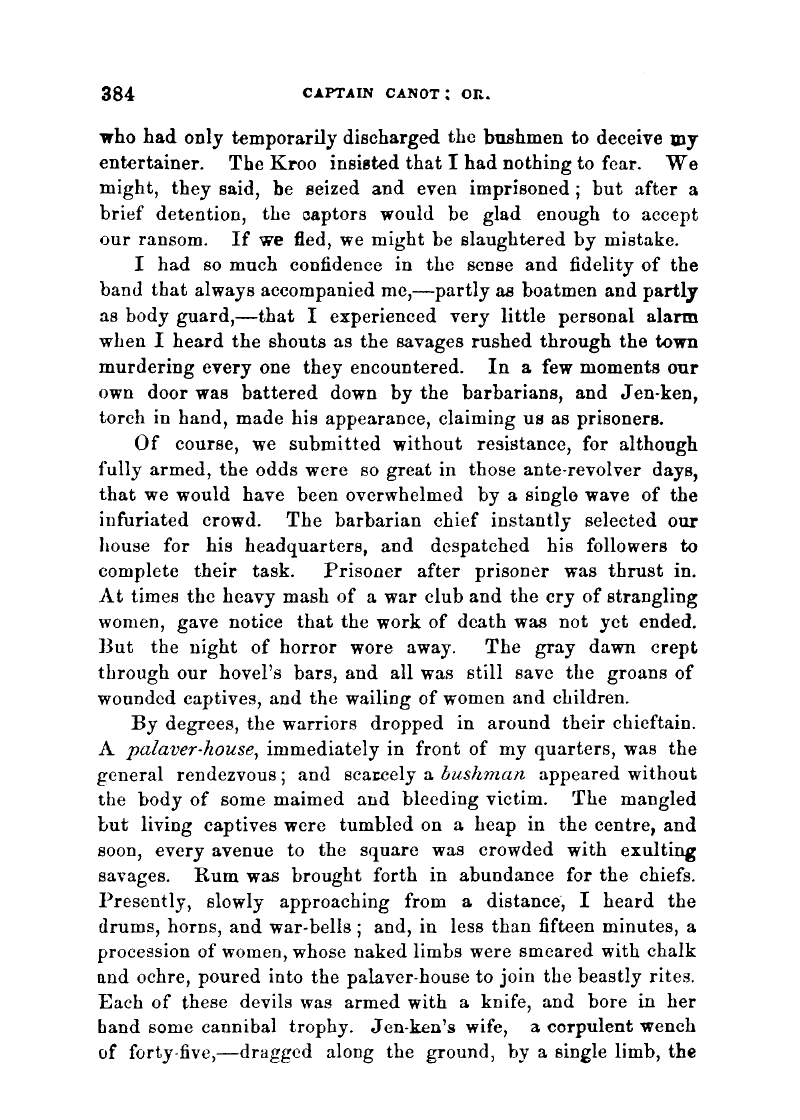 384 CAPTAIN CANOT; OR.
who had only temporarily discharged the bushmen to deceive my
entertainer. The Kroo insisted that I had nothing to fear. We
might, they said, be seized and even imprisoned; but after a
brief detention, the captors would be glad enough to accept
our ransom. If we fled, we might be slaughtered by mistake.
I had so much confidence in the sense and fidelity of the
band that always accompanied me,—partly as boatmen and partly
as body guard,—that I experienced very little personal alarm
when I heard the shouts as the savages rushed through the town
murdering every one they encountered. In a few moments our
own door was battered down by the barbarians, and Jen-ken,
torch in hand, made his appearance, claiming us as prisoners.
Of course, we submitted without resistance, for although
fully armed, the odds were so great in those ante-revolver days,
that we would have been overwhelmed by a single wave of the
infuriated crowd. The barbarian chief instantly selected our
house for his headquarters, and despatched his followers to
complete their task. Prisoner after prisoner was thrust in.
At times the heavy mash of a war club and the cry of strangling
women, gave notice that the work of death was not yet ended.
But the night of horror wore away. The gray dawn crept
through our hovel's bars, and all was still save the groans of
wounded captives, and the wailing of women and children.
By degrees, the warriors dropped in around their chieftain.
A palaver-house, immediately in front of my quarters, was the
general rendezvous; and scarcely a bushman appeared without
the body of some maimed and bleeding victim. The mangled
but living captives were tumbled on a heap in the centre, and
soon, every avenue to the square was crowded with exulting
savages. Rum was brought forth in abundance for the chiefs.
Presently, slowly approaching from a distance, I heard the
drums, horns, and war-bells; and, in less than fifteen minutes, a
procession of women, whose naked limbs were smeared with chalk
and ochre, poured into the palaver-house to join the beastly rites.
Each of these devils was armed with a knife, and bore in her
hand some cannibal trophy. Jen-ken's wife, a corpulent wench
of forty-five,—dragged along the ground, by a single limb, the